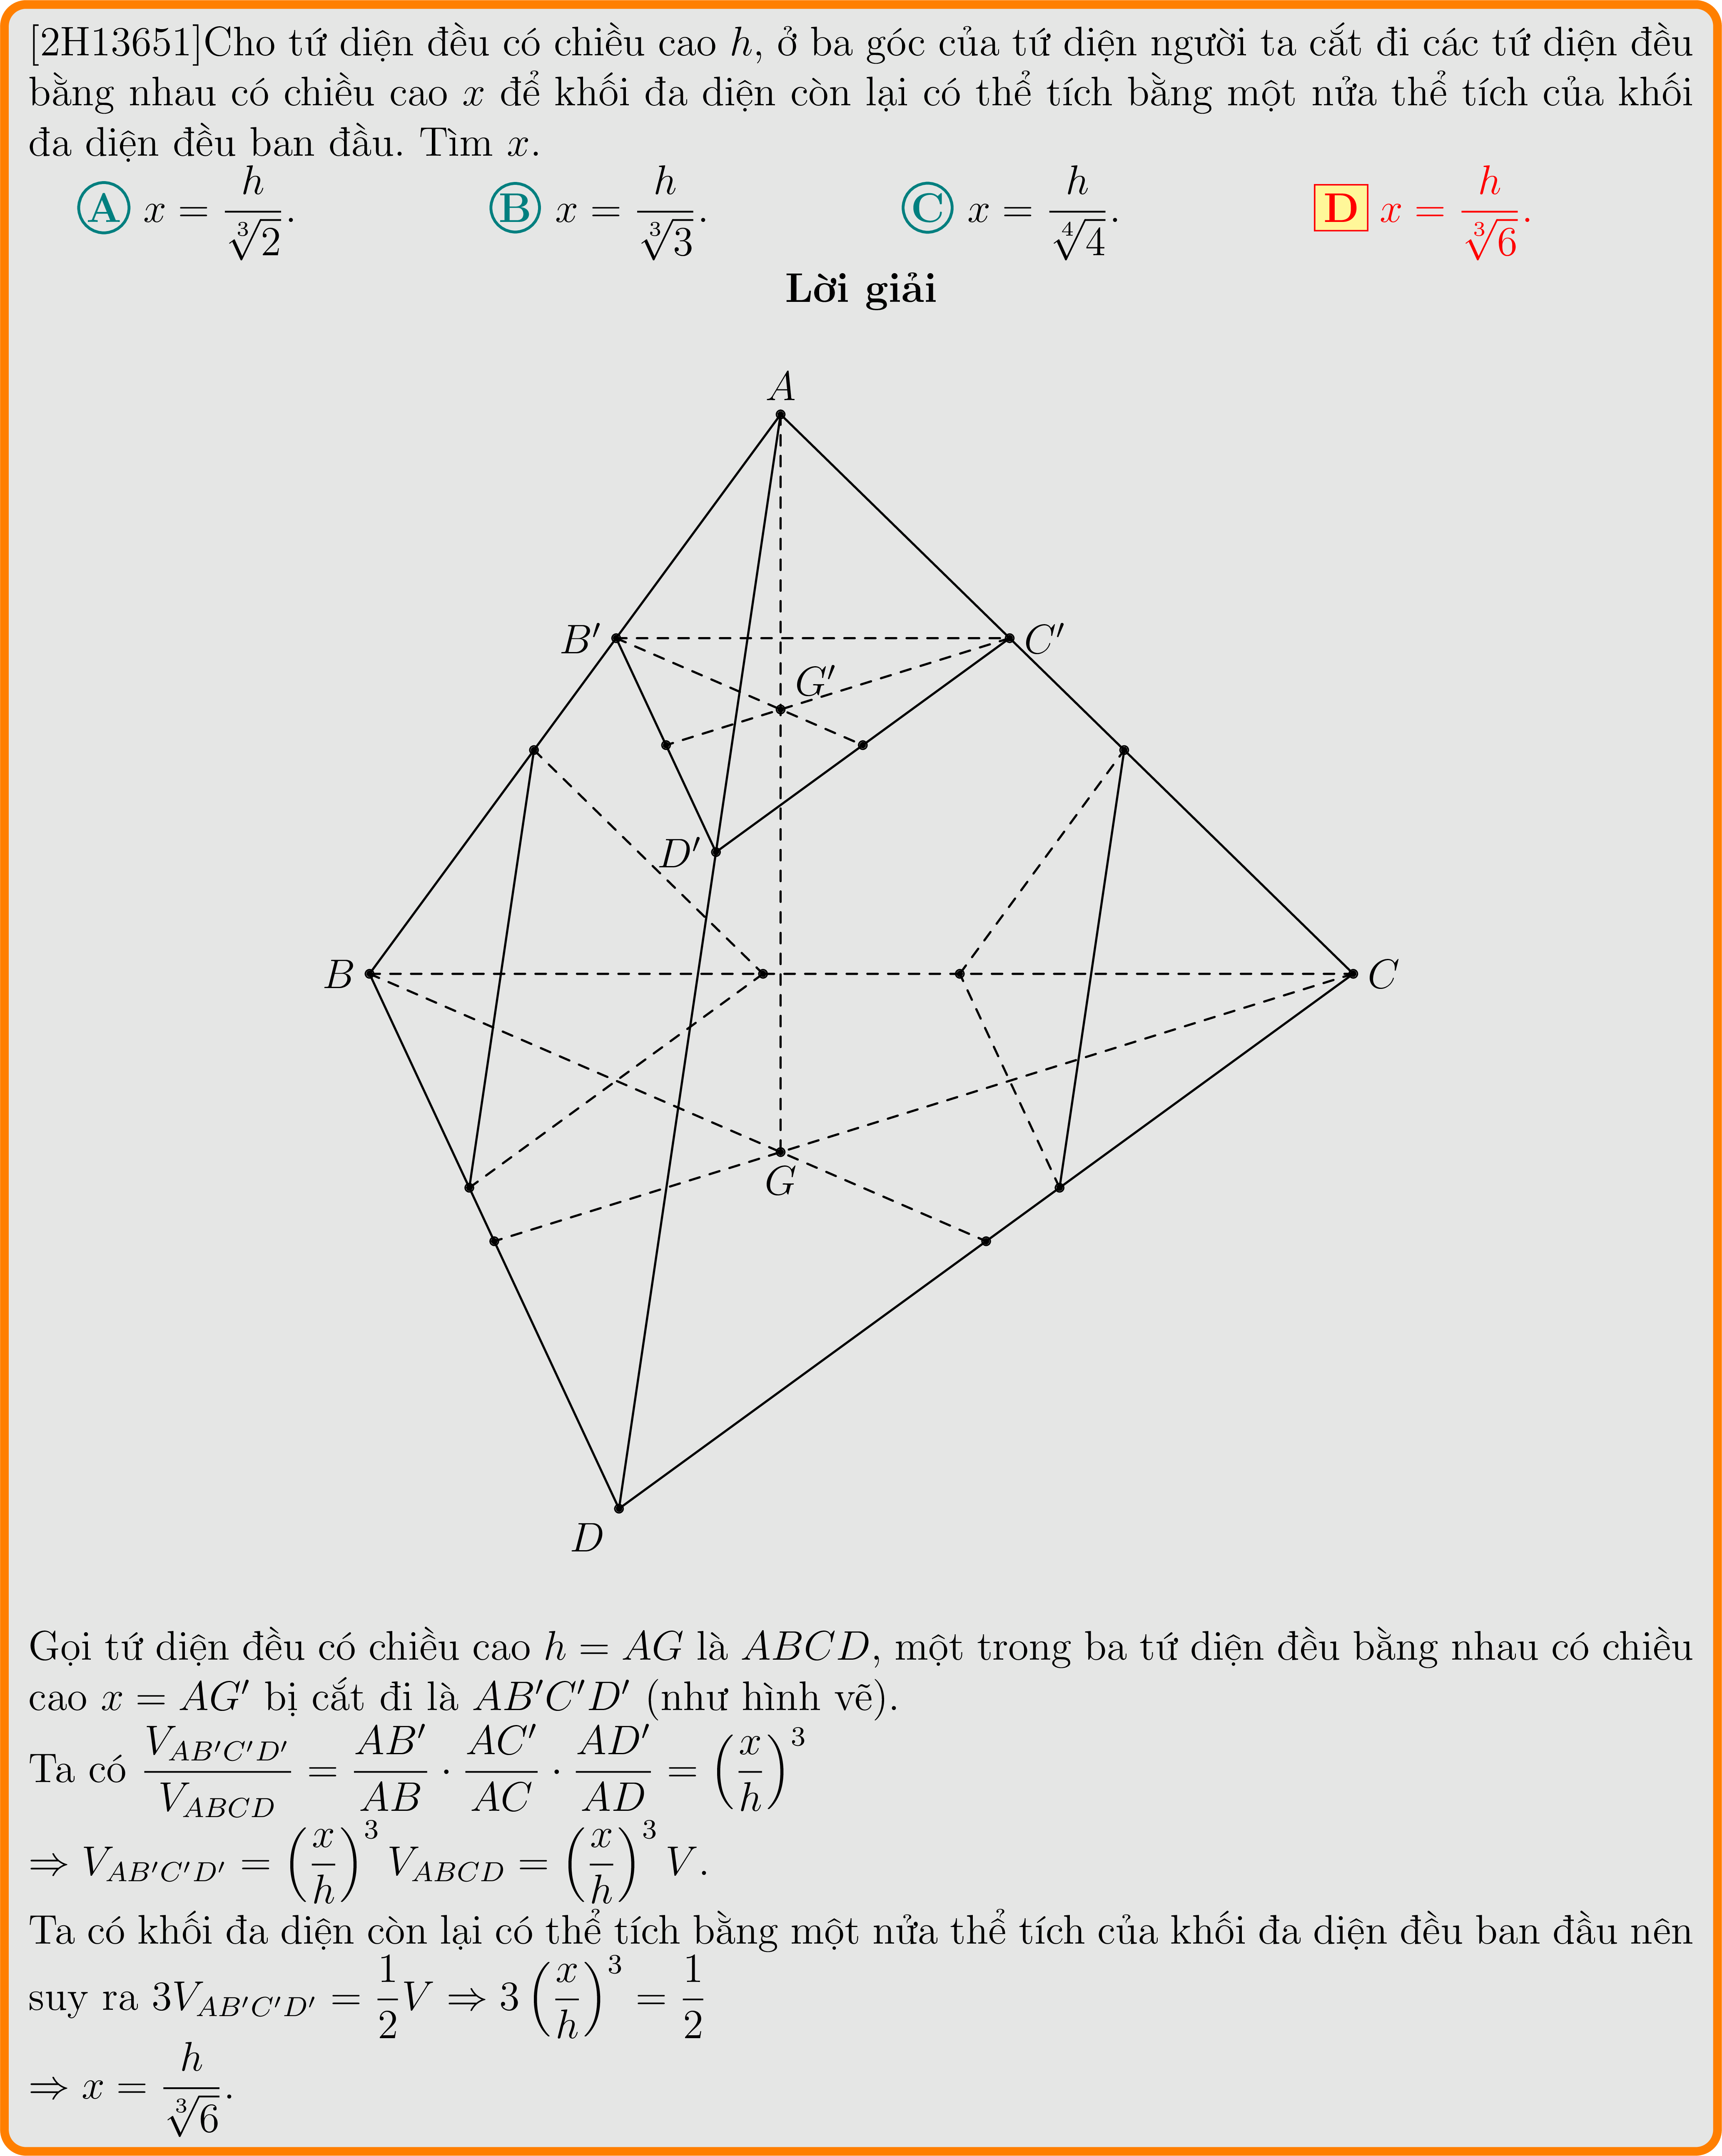 [2H13651]Cho tứ diện đều có chiều cao h, ở ba góc của tứ diện người ta cắt đi các tứ diện đều
bằng nhau có chiều cao x để khối đa diện còn lại có thể tích bằng một nửa thể tích của khối
đa diện đều ban đầu. Tìm x.
A x = \frac{h}{\sqrt[3]{2}}. B x = \frac{h}{\sqrt[3]{3}}. C x = \frac{h}{\sqrt[4]{4}}. D x = \frac{h}{\sqrt[3]{6}}.
Lời giải
A
B′ C′
G′
D′
B C
G
D
Gọi tứ diện đều có chiều cao h = AG là ABCD, một trong ba tứ diện đều bằng nhau có chiều
cao x = AG′ bị cắt đi là AB′C′D′ (như hình vẽ).
Ta có \frac{V_{AB′C′D′}}{V_{ABCD}} = \frac{AB′}{AB} · \frac{AC′}{AC} · \frac{AD′}{AD} = \left(\frac{x}{h}\right)^3
⇒ V_{AB′C′D′} = \left(\frac{x}{h}\right)^3 V_{ABCD} = \left(\frac{x}{h}\right)^3 V.
Ta có khối đa diện còn lại có thể tích bằng một nửa thể tích của khối đa diện đều ban đầu nên
suy ra 3V_{AB′C′D′} = \frac{1}{2}V ⇒ 3\left(\frac{x}{h}\right)^3 = \frac{1}{2}
⇒ x = \frac{h}{\sqrt[3]{6}}.